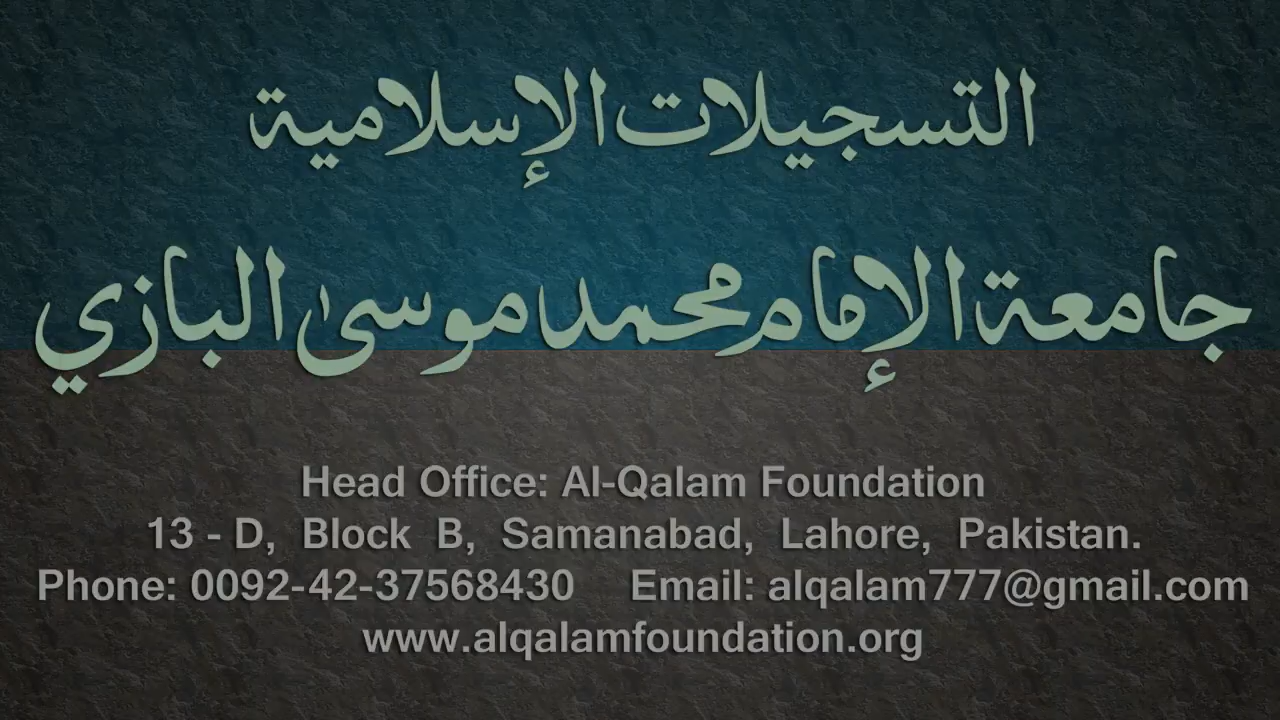 التسجيلات الإسلامية
جامعة الإمام محمد موسىٰ البازي
Head Office: Al-Qalam Foundation
13 - D, Block B, Samanabad, Lahore, Pakistan.
Phone: 0092-42-37568430 Email: alqalam777@gmail.com
www.alqalamfoundation.org